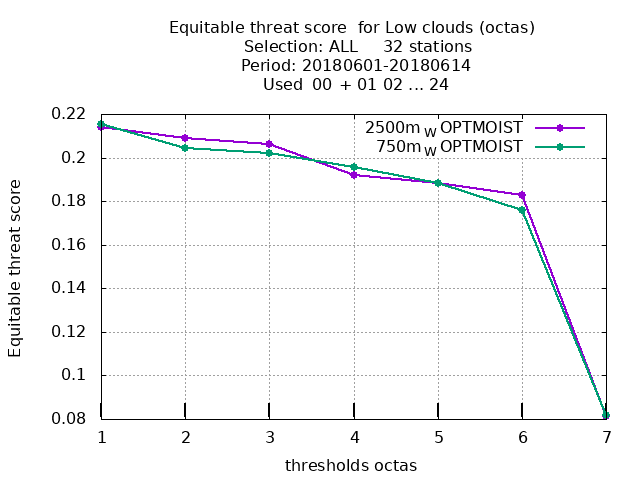 Equitable threat score  for Low clouds (octas)
Selection: ALL     32 stations
Period: 20180601-20180614
Used  00 + 01 02 ... 24
2500m W OPTMOIST
750m W OPTMOIST
Equitable threat score
0.22
0.2
0.18
0.16
0.14
0.12
0.1
0.08
1 2 3 4 5 6 7
thresholds octas